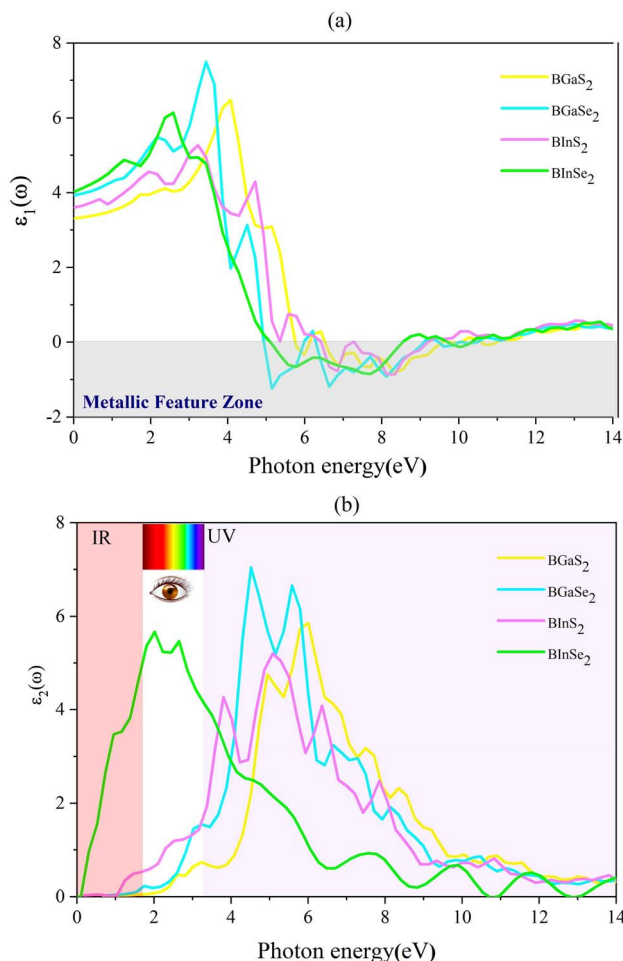 (a)
8
6
4
2
0
-2
ε₁(ω)
BGaS₂
BGaSe₂
BInS₂
BInSe₂
Metallic Feature Zone
0 2 4 6 8 10 12 14
Photon energy(eV)
(b)
8
6
4
2
0
ε₂(ω)
IR
UV
BGaS₂
BGaSe₂
BInS₂
BInSe₂
0 2 4 6 8 10 12 14
Photon energy(eV)